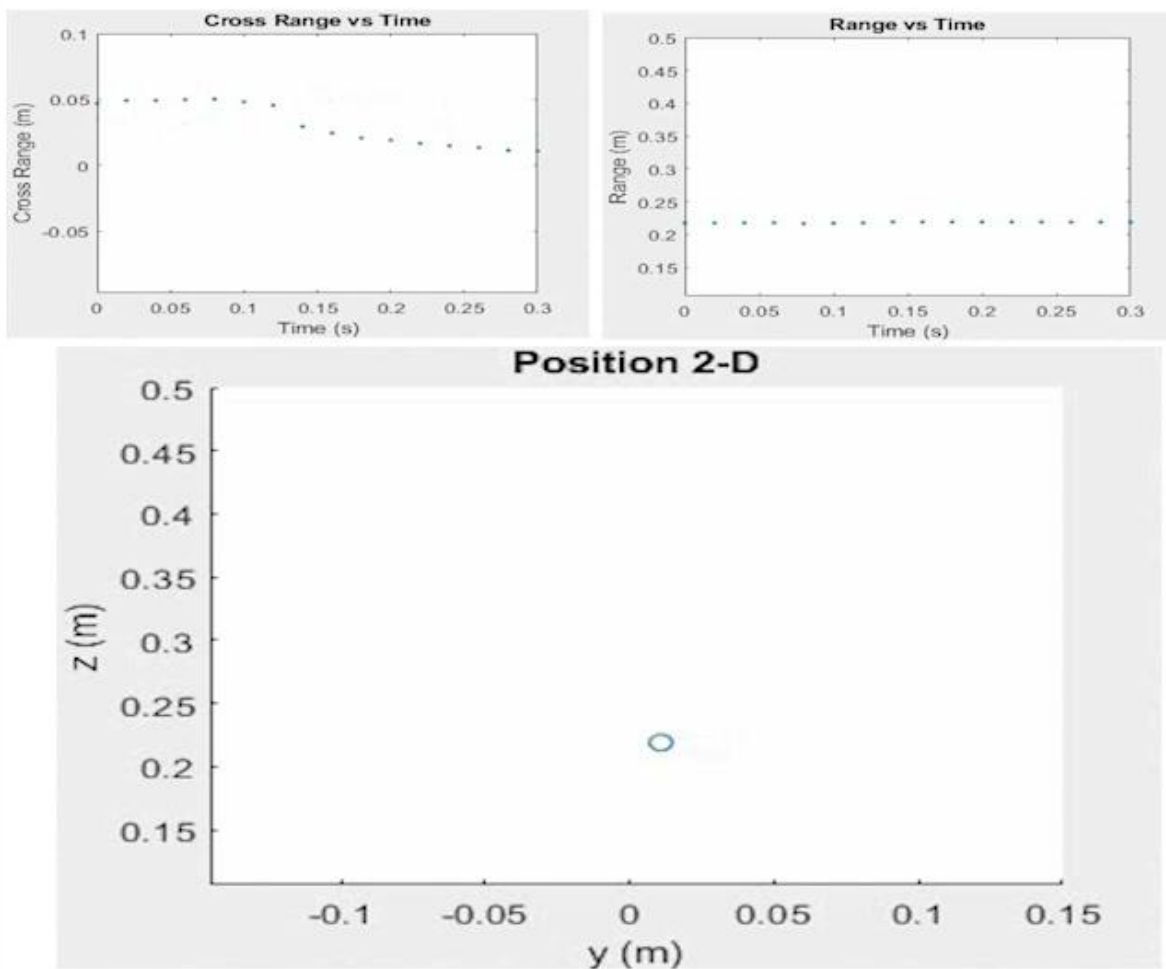 Cross Range vs Time
0.1
0.05
0
-0.05
Cross Range (m)
0 0.05 0.1 0.15 0.2 0.25 0.3
Time (s)
Range vs Time
0.5
0.45
0.4
0.35
0.3
0.25
0.2
0.15
Range (m)
0 0.05 0.1 0.15 0.2 0.25 0.3
Time (s)
Position 2-D
0.5
0.45
0.4
0.35
0.3
0.25
0.2
0.15
z (m)
-0.1 -0.05 0 0.05 0.1 0.15
y (m)